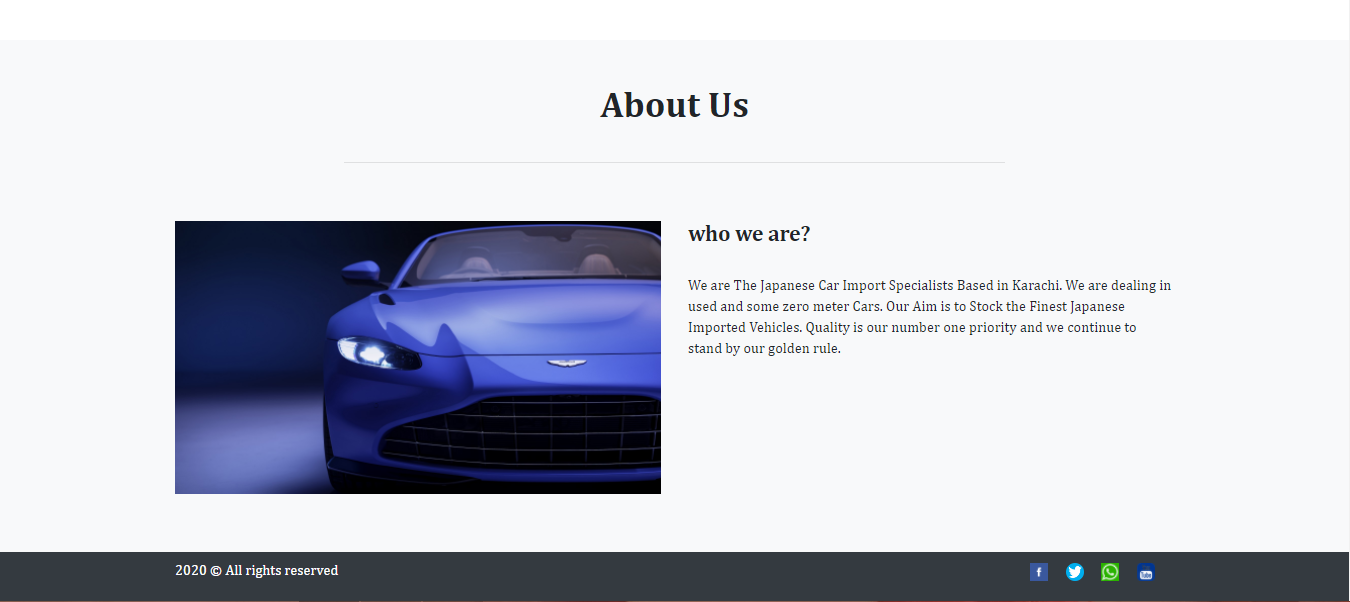 About Us
who we are?
We are The Japanese Car Import Specialists Based in Karachi. We are dealing in
used and some zero meter Cars. Our Aim is to Stock the Finest Japanese
Imported Vehicles. Quality is our number one priority and we continue to
stand by our golden rule.
2020 © All rights reserved
f
Tube